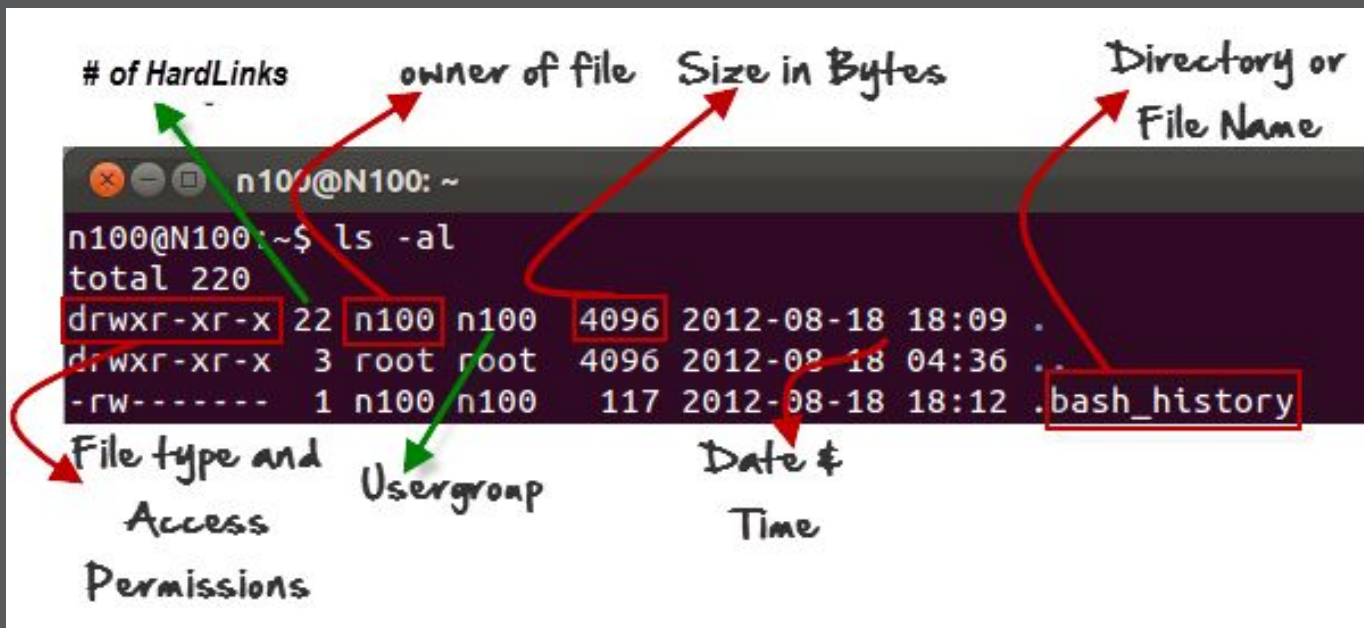 # of HardLinks
owner of file
Size in Bytes
Directory or
File Name
n100@N100: ~
n100@N100:~$ ls -al
total 220
drwxr-xr-x 22 n100 n100 4096 2012-08-18 18:09 .
drwxr-xr-x 3 root root 4096 2012-08-18 04:36 ..
-rw------- 1 n100 n100 117 2012-08-18 18:12 .bash_history
File type and
Access
Permissions
Usergroup
Date &
Time